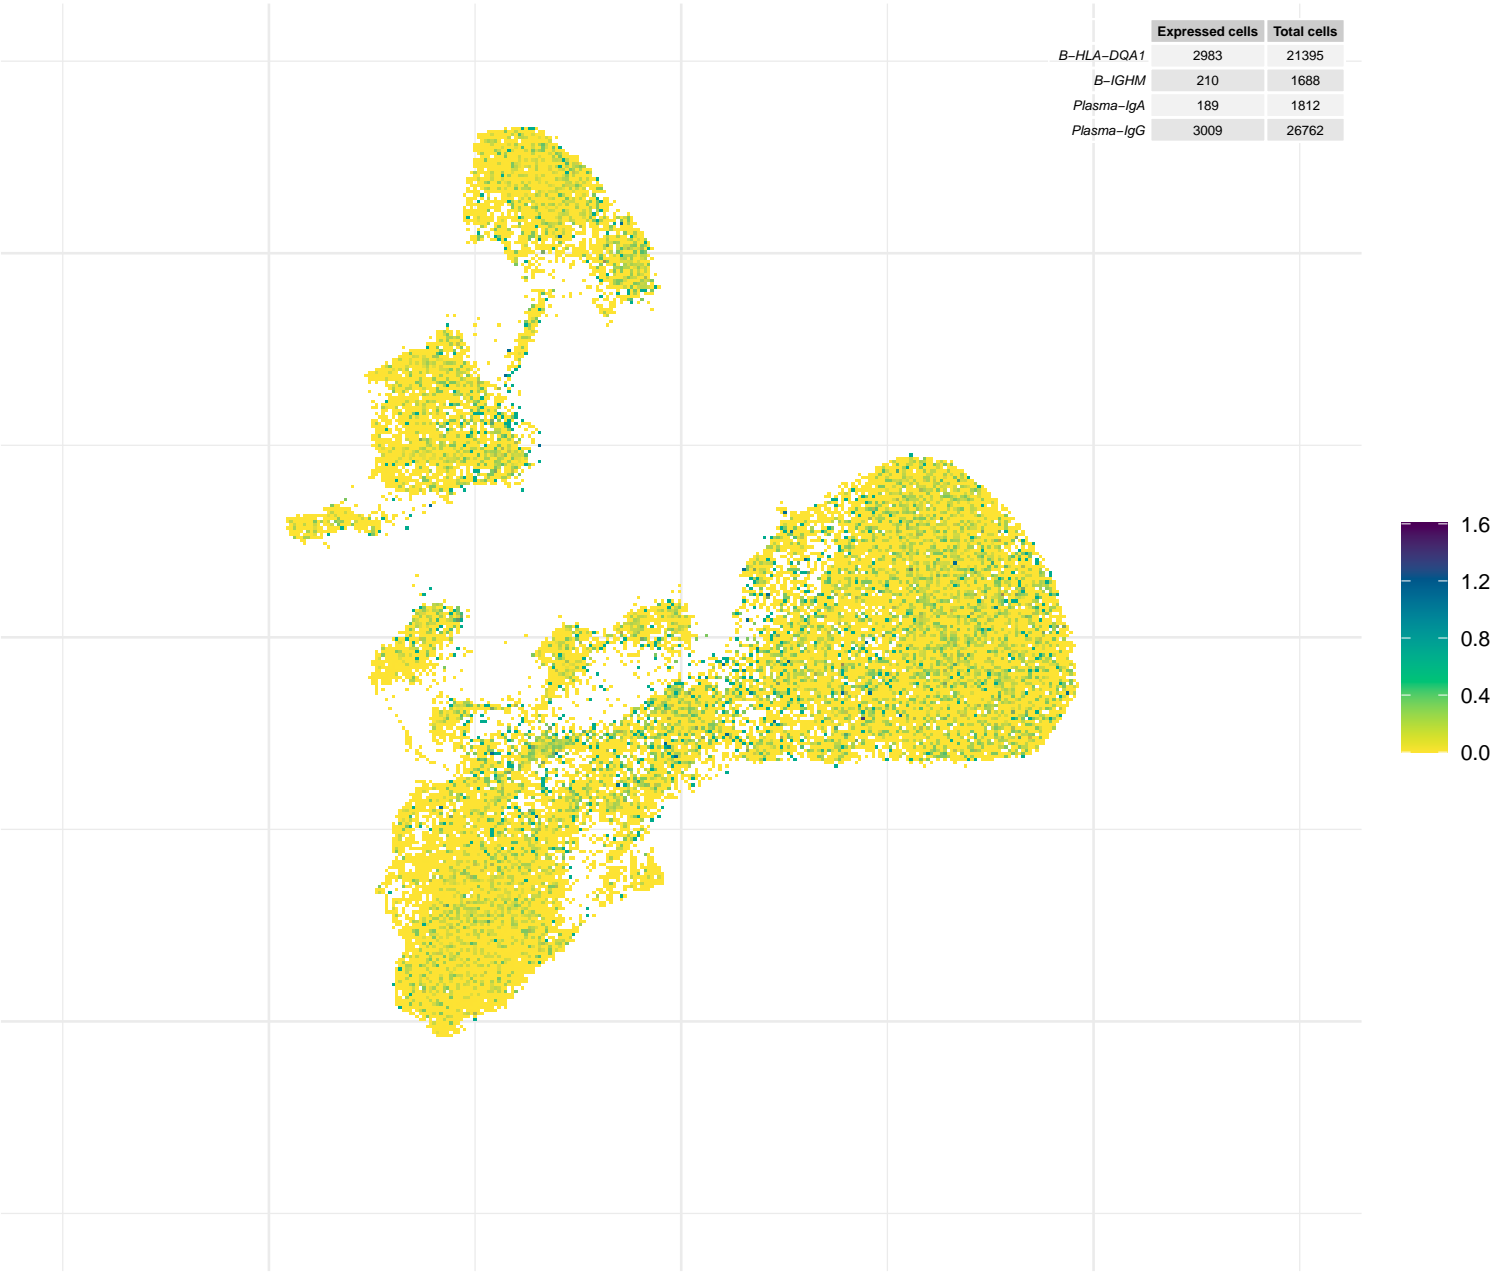 Expressed cells Total cells
B−HLA−DQA1 2983 21395
B−IGHM 210 1688
Plasma−IgA 189 1812
Plasma−IgG 3009 26762
1.6
1.2
0.8
0.4
0.0